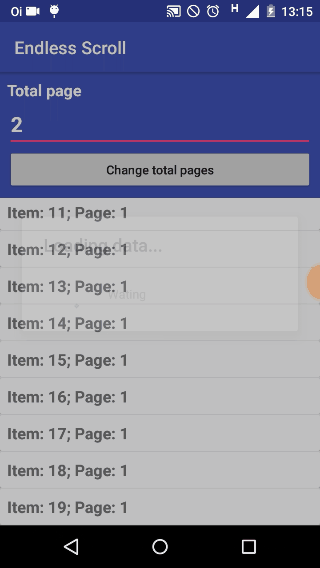 Oi H 13:15
Endless Scroll
Total page
2
Change total pages
Item: 11; Page: 1
Loading data...
Item: 12; Page: 1
Item: 13; Page: 1
Waiing
Item: 14; Page: 1
Item: 15; Page: 1
Item: 16; Page: 1
Item: 17; Page: 1
Item: 18; Page: 1
Item: 19; Page: 1